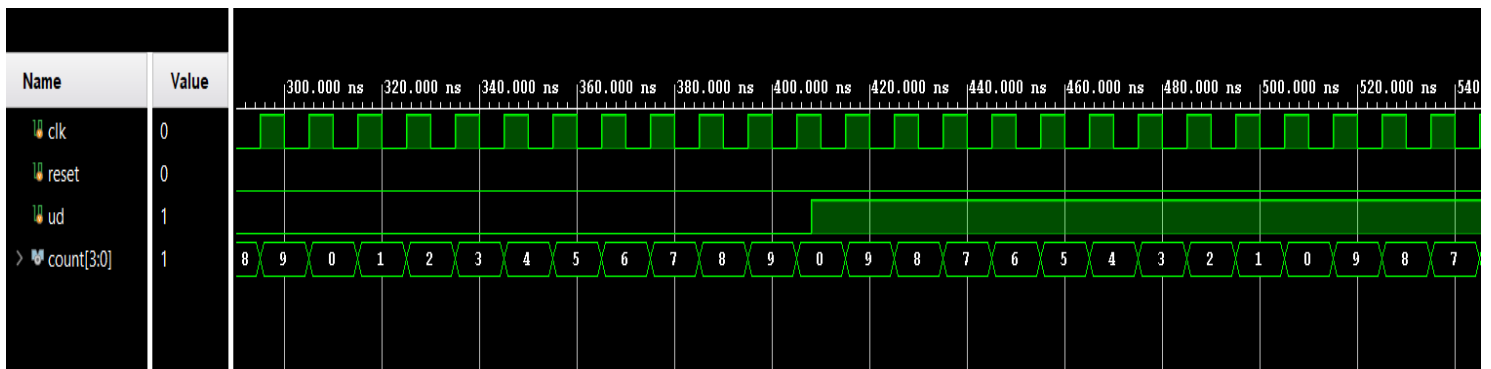 Name Value 300.000 ns 320.000 ns 340.000 ns 360.000 ns 380.000 ns 400.000 ns 420.000 ns 440.000 ns 460.000 ns 480.000 ns 500.000 ns 520.000 ns 540
clk 0
reset 0
ud 1
count[3:0] 1 8 9 0 1 2 3 4 5 6 7 8 9 0 9 8 7 6 5 4 3 2 1 0 9 8 7